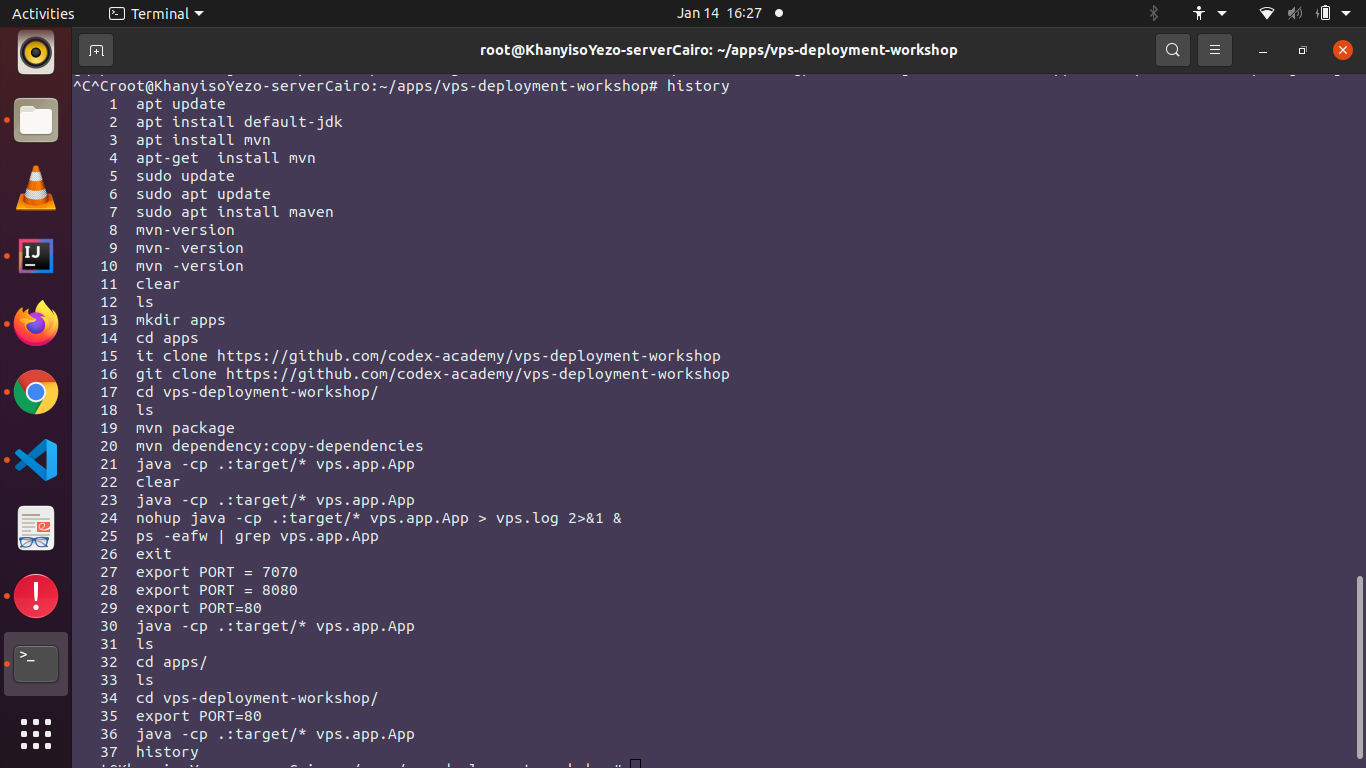 Activities
Terminal
Jan 14 16:27
root@KhanyisoYezo-serverCairo: ~/apps/vps-deployment-workshop
^C^Croot@KhanyisoYezo-serverCairo:~/apps/vps-deployment-workshop# history
1 apt update
2 apt install default-jdk
3 apt install mvn
4 apt-get  install mvn
5 sudo update
6 sudo apt update
7 sudo apt install maven
8 mvn-version
9 mvn- version
10 mvn -version
11 clear
12 ls
13 mkdir apps
14 cd apps
15 it clone https://github.com/codex-academy/vps-deployment-workshop
16 git clone https://github.com/codex-academy/vps-deployment-workshop
17 cd vps-deployment-workshop/
18 ls
19 mvn package
20 mvn dependency:copy-dependencies
21 java -cp .:target/* vps.app.App
22 clear
23 java -cp .:target/* vps.app.App
24 nohup java -cp .:target/* vps.app.App > vps.log 2>&1 &
25 ps -eafw | grep vps.app.App
26 exit
27 export PORT = 7070
28 export PORT = 8080
29 export PORT=80
30 java -cp .:target/* vps.app.App
31 ls
32 cd apps/
33 ls
34 cd vps-deployment-workshop/
35 export PORT=80
36 java -cp .:target/* vps.app.App
37 history